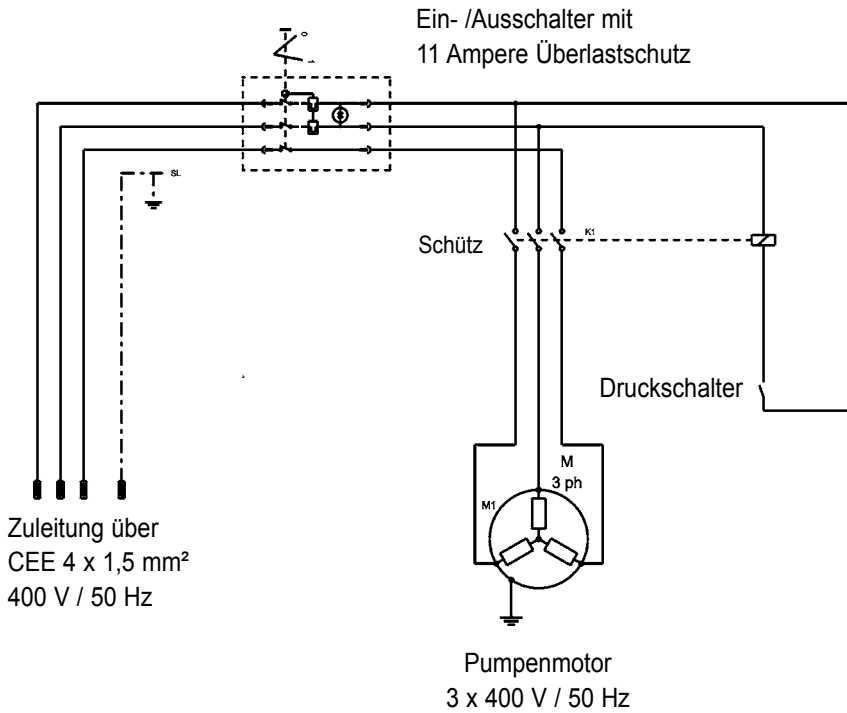 Ein- /Ausschalter mit
11 Ampere Überlastschutz
SL
Schütz
K1
Druckschalter
M
3 ph
M1
Zuleitung über
CEE 4 x 1,5 mm²
400 V / 50 Hz
Pumpenmotor
3 x 400 V / 50 Hz